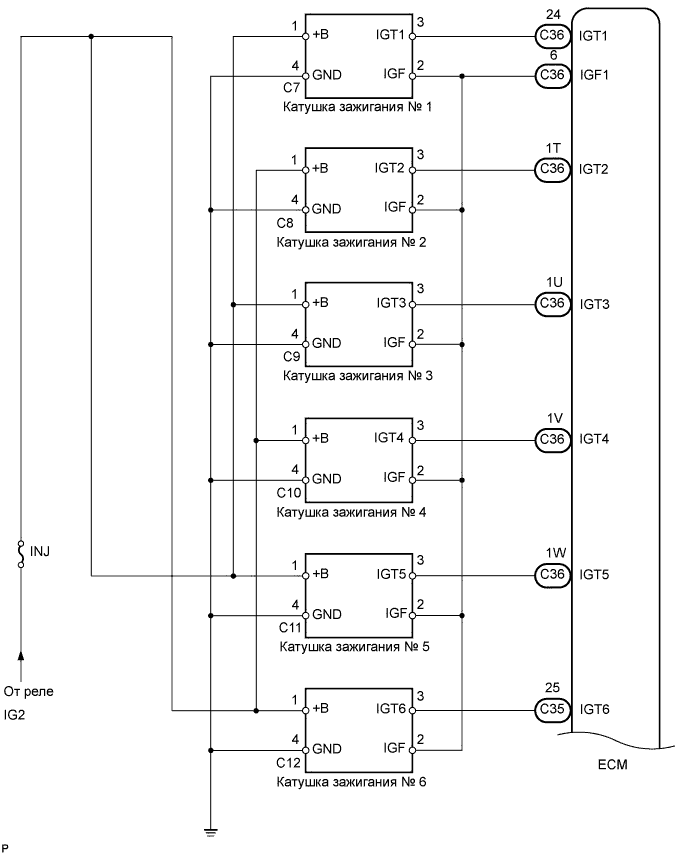 24
1 +B IGT1 3 C36 IGT1
6
4 GND IGF 2 C36 IGF1
C7
Катушка зажигания № 1
1T
1 +B IGT2 3 C36 IGT2
4 GND IGF 2
C8
Катушка зажигания № 2
1U
1 +B IGT3 3 C36 IGT3
4 GND IGF 2
C9
Катушка зажигания № 3
1V
1 +B IGT4 3 C36 IGT4
4 GND IGF 2
C10
Катушка зажигания № 4
INJ
1W
1 +B IGT5 3 C36 IGT5
4 GND IGF 2
C11
Катушка зажигания № 5
От реле
IG2
25
1 +B IGT6 3 C35 IGT6
4 GND IGF 2
C12
Катушка зажигания № 6
ECM
P